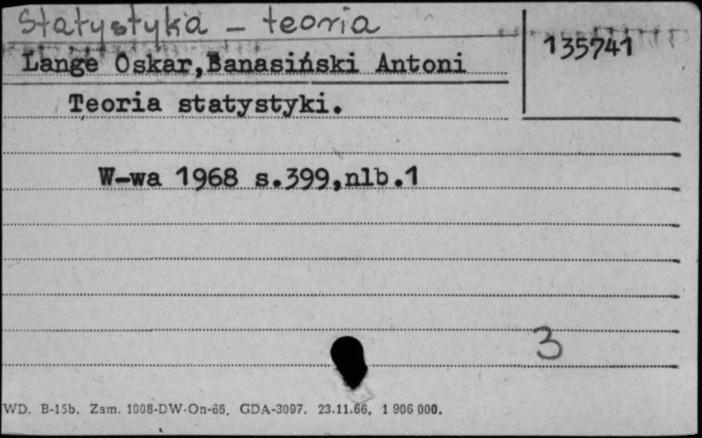 Statystyka - teoria
135741
Lange Oskar,Banasiński Antoni
Teoria statystyki.
W-wa 1968 s.399,nlb.1
3
WD. B-15b. Zam. 1008-DW-On-66. GDA-3097. 23.11.66. 1 906 000.